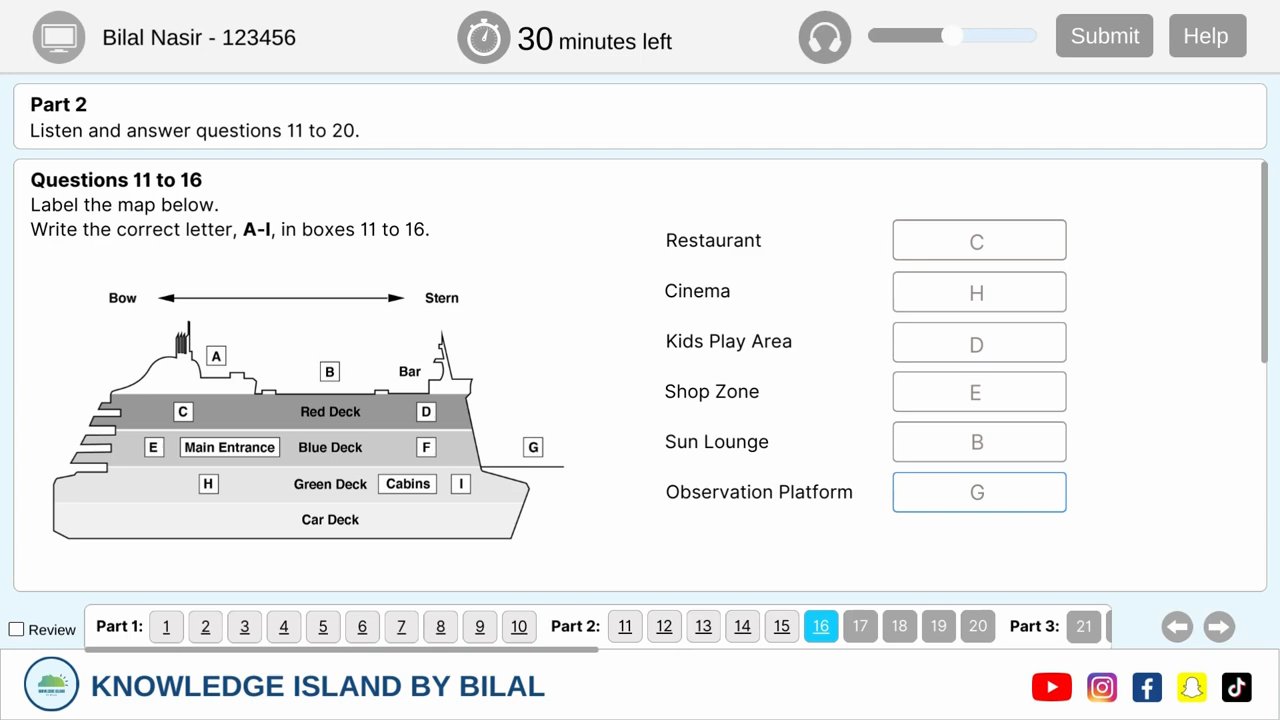 Bilal Nasir - 123456
30 minutes left
Submit
Help
Part 2
Listen and answer questions 11 to 20.
Questions 11 to 16
Label the map below.
Write the correct letter, A-I, in boxes 11 to 16.
Bow
Stern
A
B
Bar
C
Red Deck
D
E
Main Entrance
Blue Deck
F
G
H
Green Deck
Cabins
I
Car Deck
Restaurant
C
Cinema
H
Kids Play Area
D
Shop Zone
E
Sun Lounge
B
Observation Platform
G
Review
Part 1: 1 2 3 4 5 6 7 8 9 10 Part 2: 11 12 13 14 15 16 17 18 19 20 Part 3: 21
KNOWLEDGE ISLAND BY BILAL